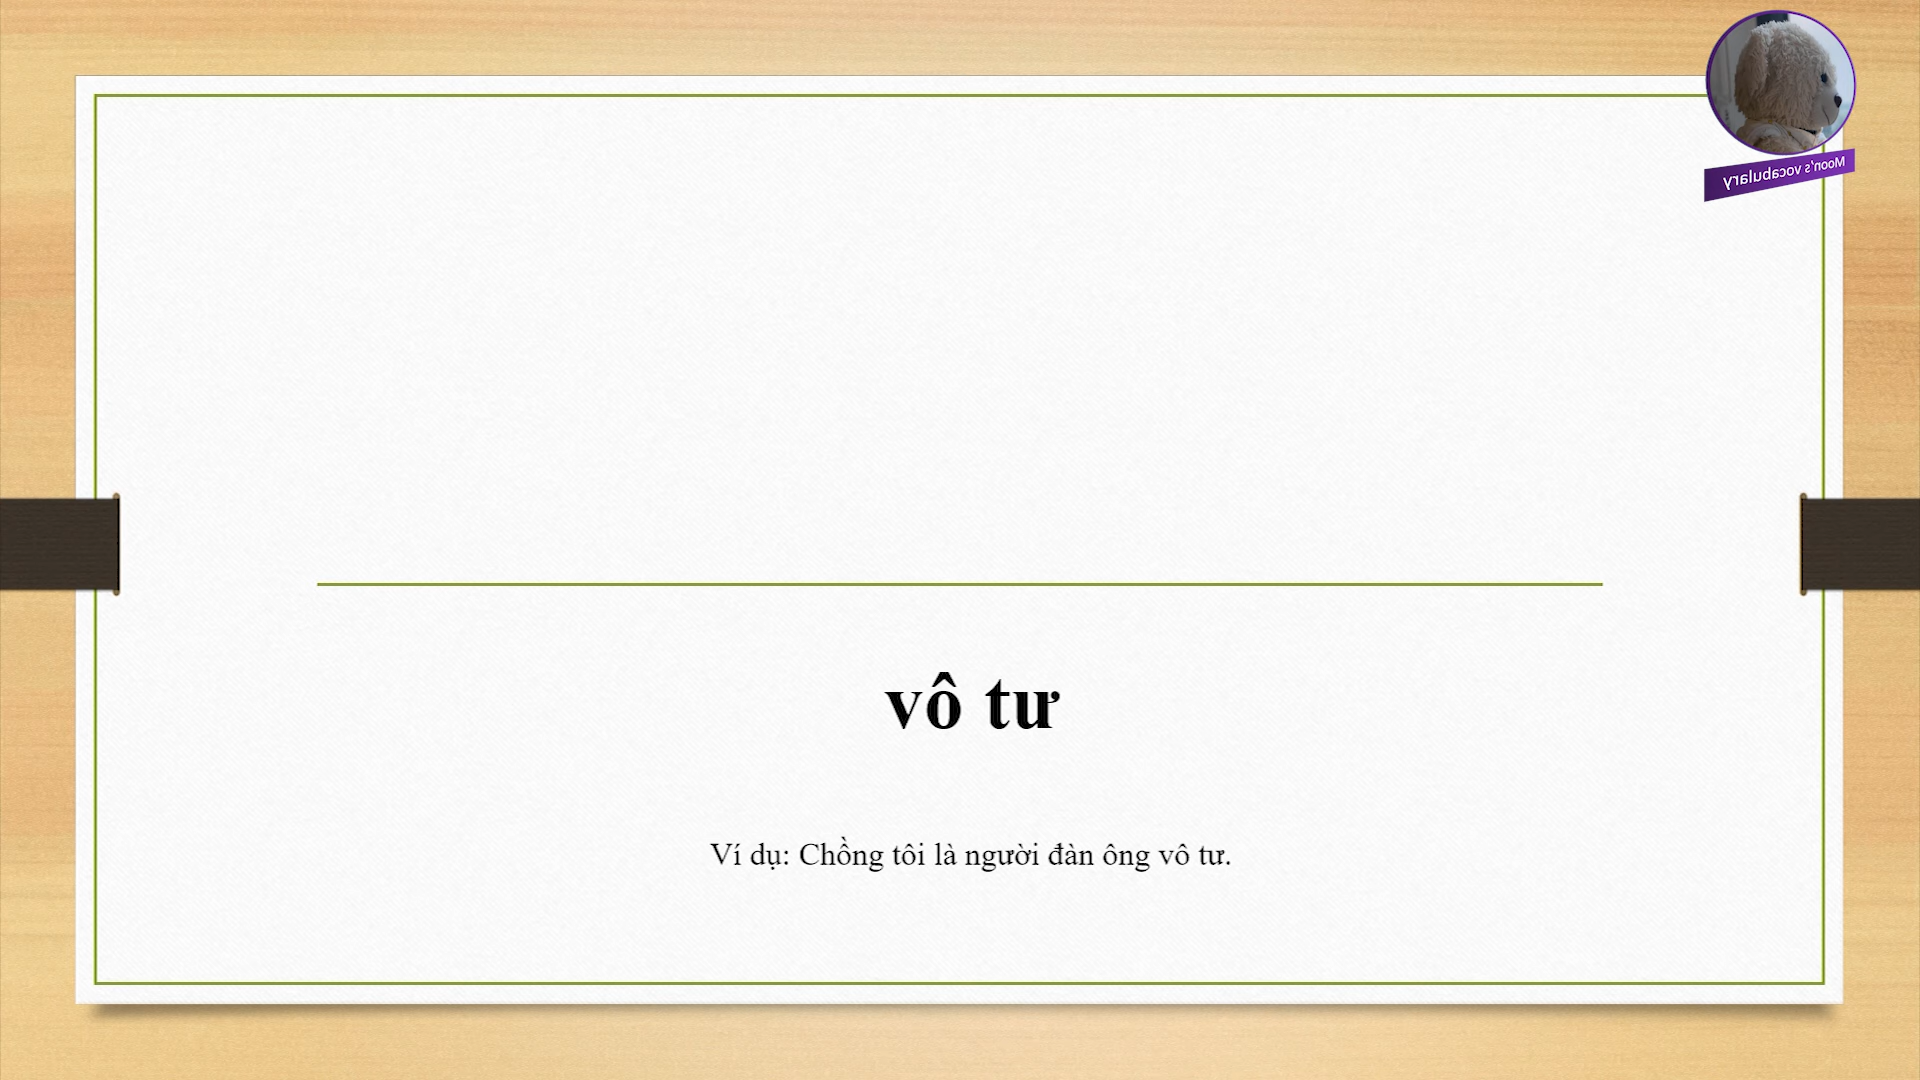 Moon's vocabulary
vô tư
Ví dụ: Chồng tôi là người đàn ông vô tư.